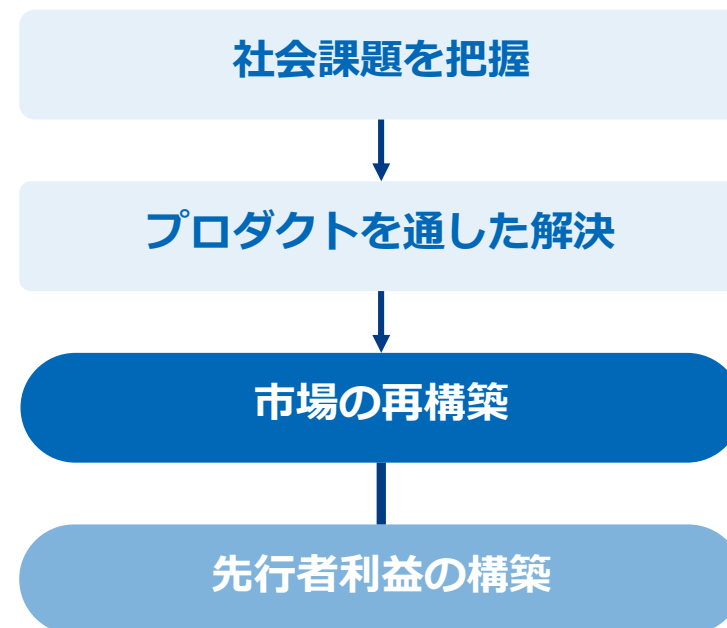 社会課題を把握
プロダクトを通した解決
市場の再構築
先行者利益の構築